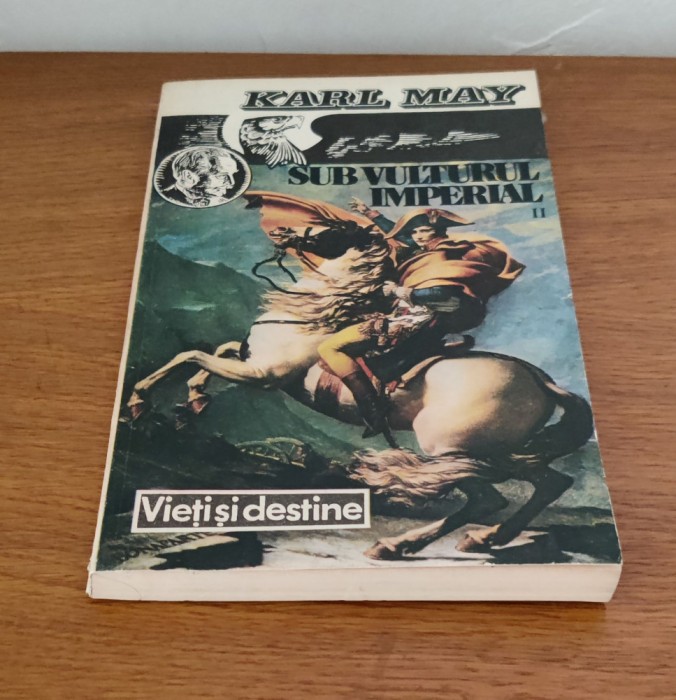 KARL MAY
SUB VULTURUL
IMPERIAL
II
Vieți și destine